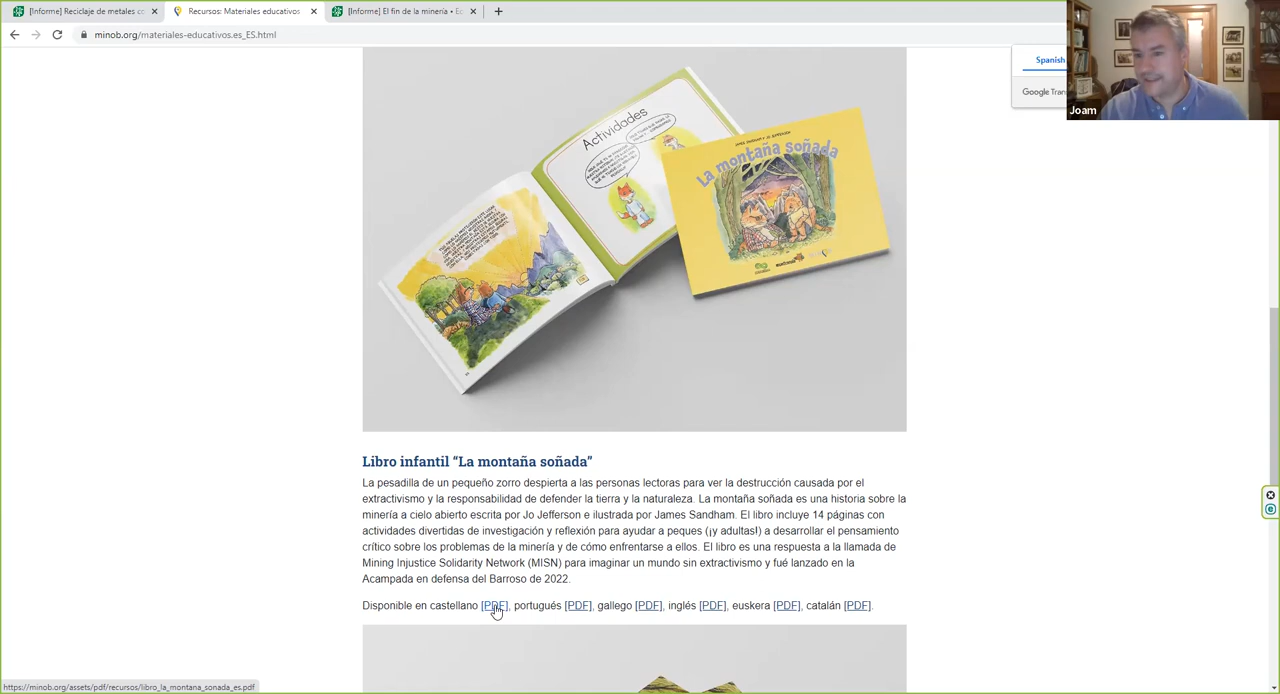 [Informe] Reciclaje de metales co
Recursos: Materiales educativos
[Informe] El fin de la minería • Ec
minob.org/materiales-educativos.es_ES.html
Spanish
Google Tran
Joam
Actividades
La montaña soñada
Libro infantil “La montaña soñada”
La pesadilla de un pequeño zorro despierta a las personas lectoras para ver la destrucción causada por el
extractivismo y la responsabilidad de defender la tierra y la naturaleza. La montaña soñada es una historia sobre la
minería a cielo abierto escrita por Jo Jefferson e ilustrada por James Sandham. El libro incluye 14 páginas con
actividades divertidas de investigación y reflexión para ayudar a peques (¡y adultas!) a desarrollar el pensamiento
crítico sobre los problemas de la minería y de cómo enfrentarse a ellos. El libro es una respuesta a la llamada de
Mining Injustice Solidarity Network (MISN) para imaginar un mundo sin extractivismo y fué lanzado en la
Acampada en defensa del Barroso de 2022.
Disponible en castellano [PDF], portugués [PDF], gallego [PDF], inglés [PDF], euskera [PDF], catalán [PDF].
https://minob.org/assets/pdf/recursos/libro_la_montana_sonada_es.pdf